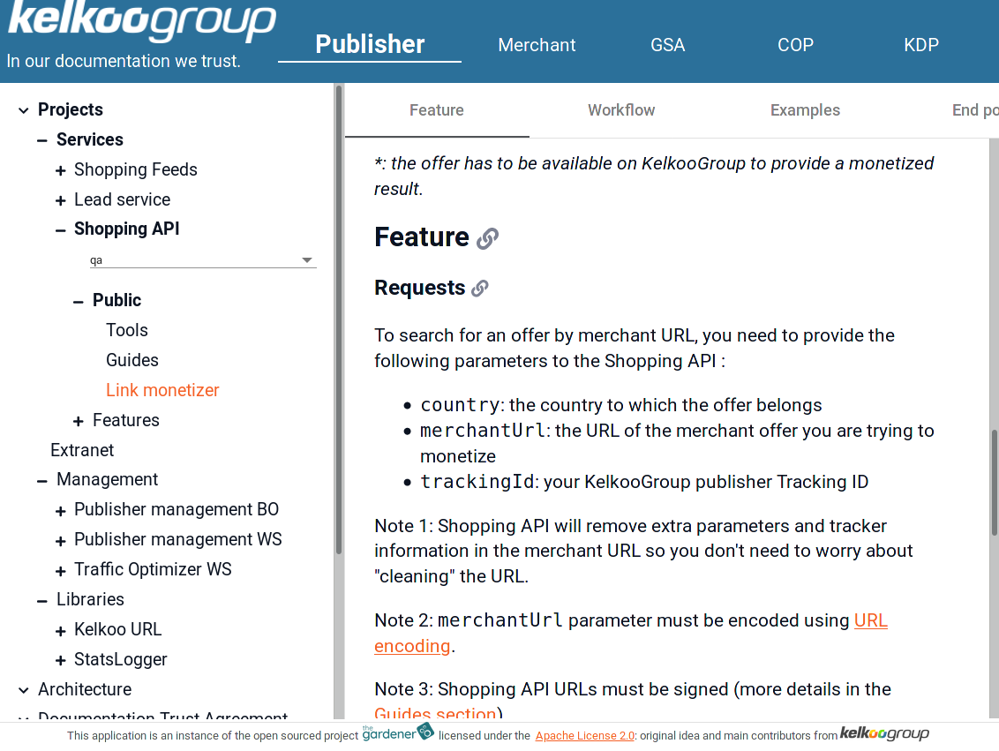 kelkoogroup
In our documentation we trust.
Publisher
Merchant
GSA
COP
KDP
Projects
Services
Shopping Feeds
Lead service
Shopping API
qa
Public
Tools
Guides
Link monetizer
Features
Extranet
Management
Publisher management BO
Publisher management WS
Traffic Optimizer WS
Libraries
Kelkoo URL
StatsLogger
Architecture
Documentation Trust Agreement
Feature
Workflow
Examples
End po
*: the offer has to be available on KelkooGroup to provide a monetized
result.
Feature
Requests
To search for an offer by merchant URL, you need to provide the
following parameters to the Shopping API :
• country: the country to which the offer belongs
• merchantUrl: the URL of the merchant offer you are trying to
monetize
• trackingId: your KelkooGroup publisher Tracking ID
Note 1: Shopping API will remove extra parameters and tracker
information in the merchant URL so you don't need to worry about
"cleaning" the URL.
Note 2: merchantUrl parameter must be encoded using URL
encoding.
Note 3: Shopping API URLs must be signed (more details in the
Guides section)
This application is an instance of the open sourced project the gardener licensed under the Apache License 2.0: original idea and main contributors from kelkoogroup